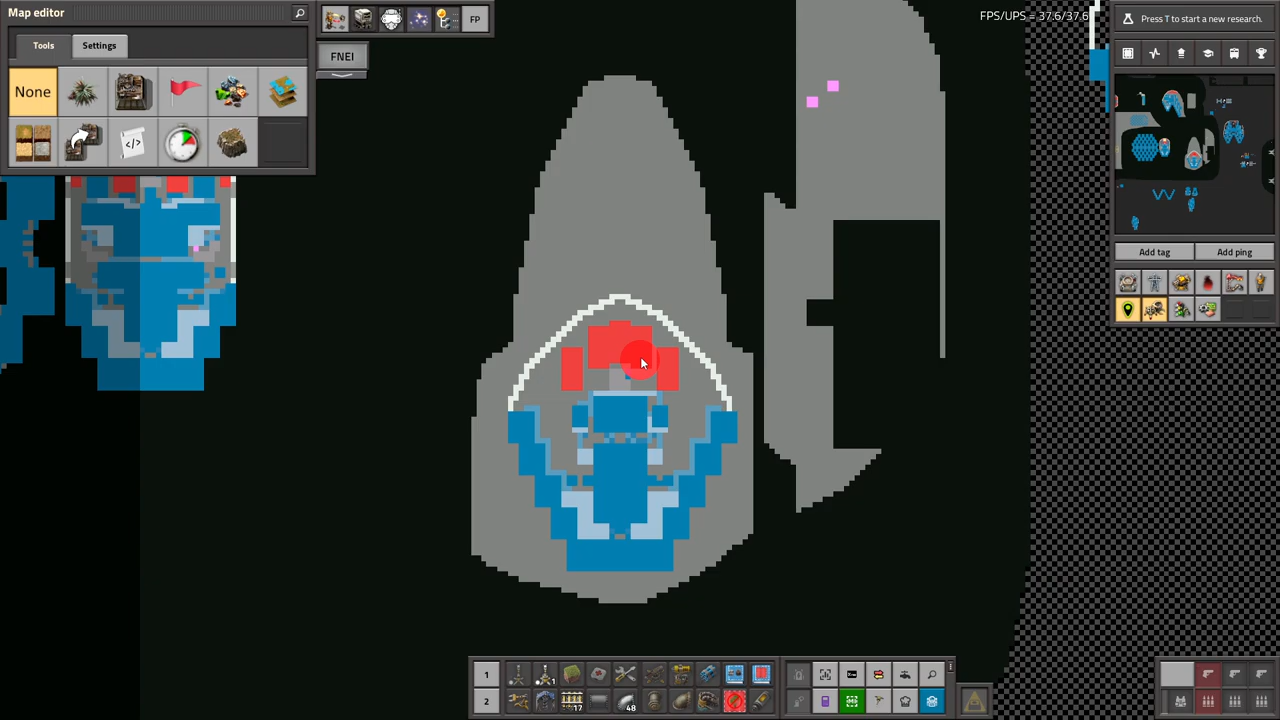 Map editor
FP
FPS/UPS = 37.6/37.6
Press T to start a new research.
Tools
Settings
FNEI
None
</>
Add tag
Add ping
1
1
2
17
48